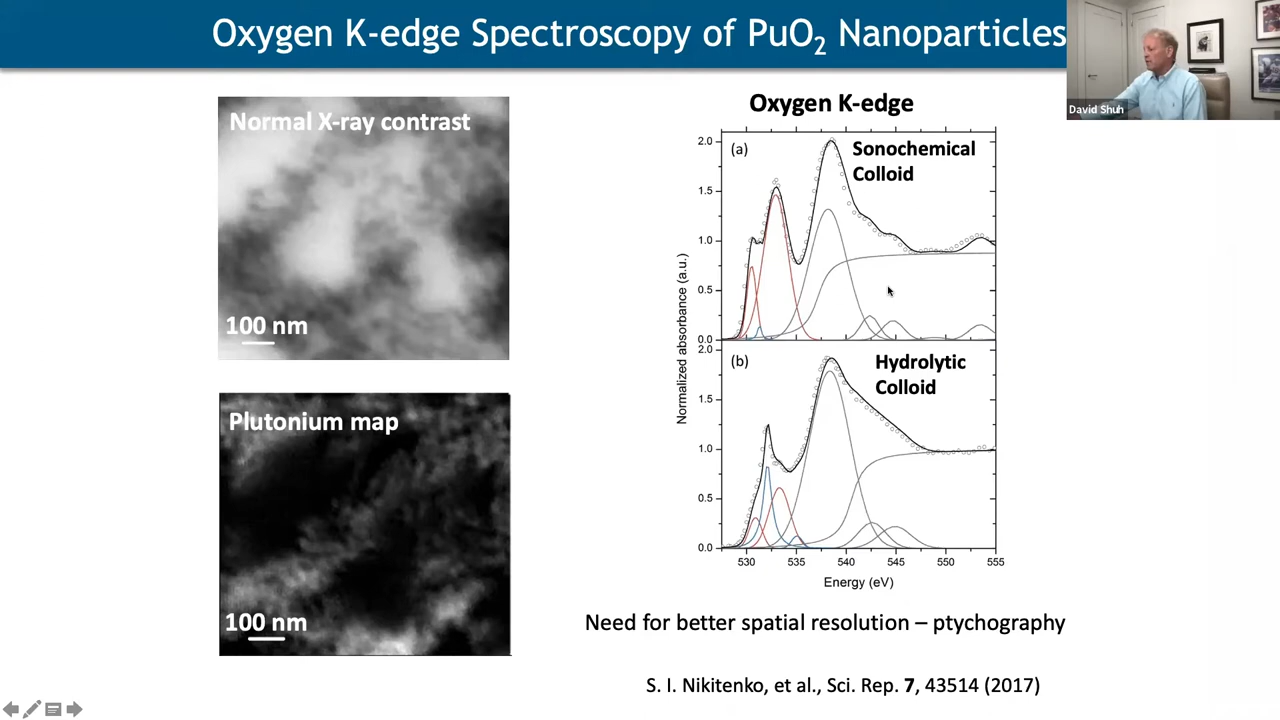 Oxygen K-edge Spectroscopy of PuO₂ Nanoparticles
David Shuh
Normal X-ray contrast
100 nm
Plutonium map
100 nm
Oxygen K-edge
(a)
Sonochemical
Colloid
2.0
1.5
1.0
0.5
0.0
(b)
Hydrolytic
Colloid
2.0
1.5
1.0
0.5
0.0
Normalized absorbance (a.u.)
530 535 540 545 550 555
Energy (eV)
Need for better spatial resolution – ptychography
S. I. Nikitenko, et al., Sci. Rep. 7, 43514 (2017)